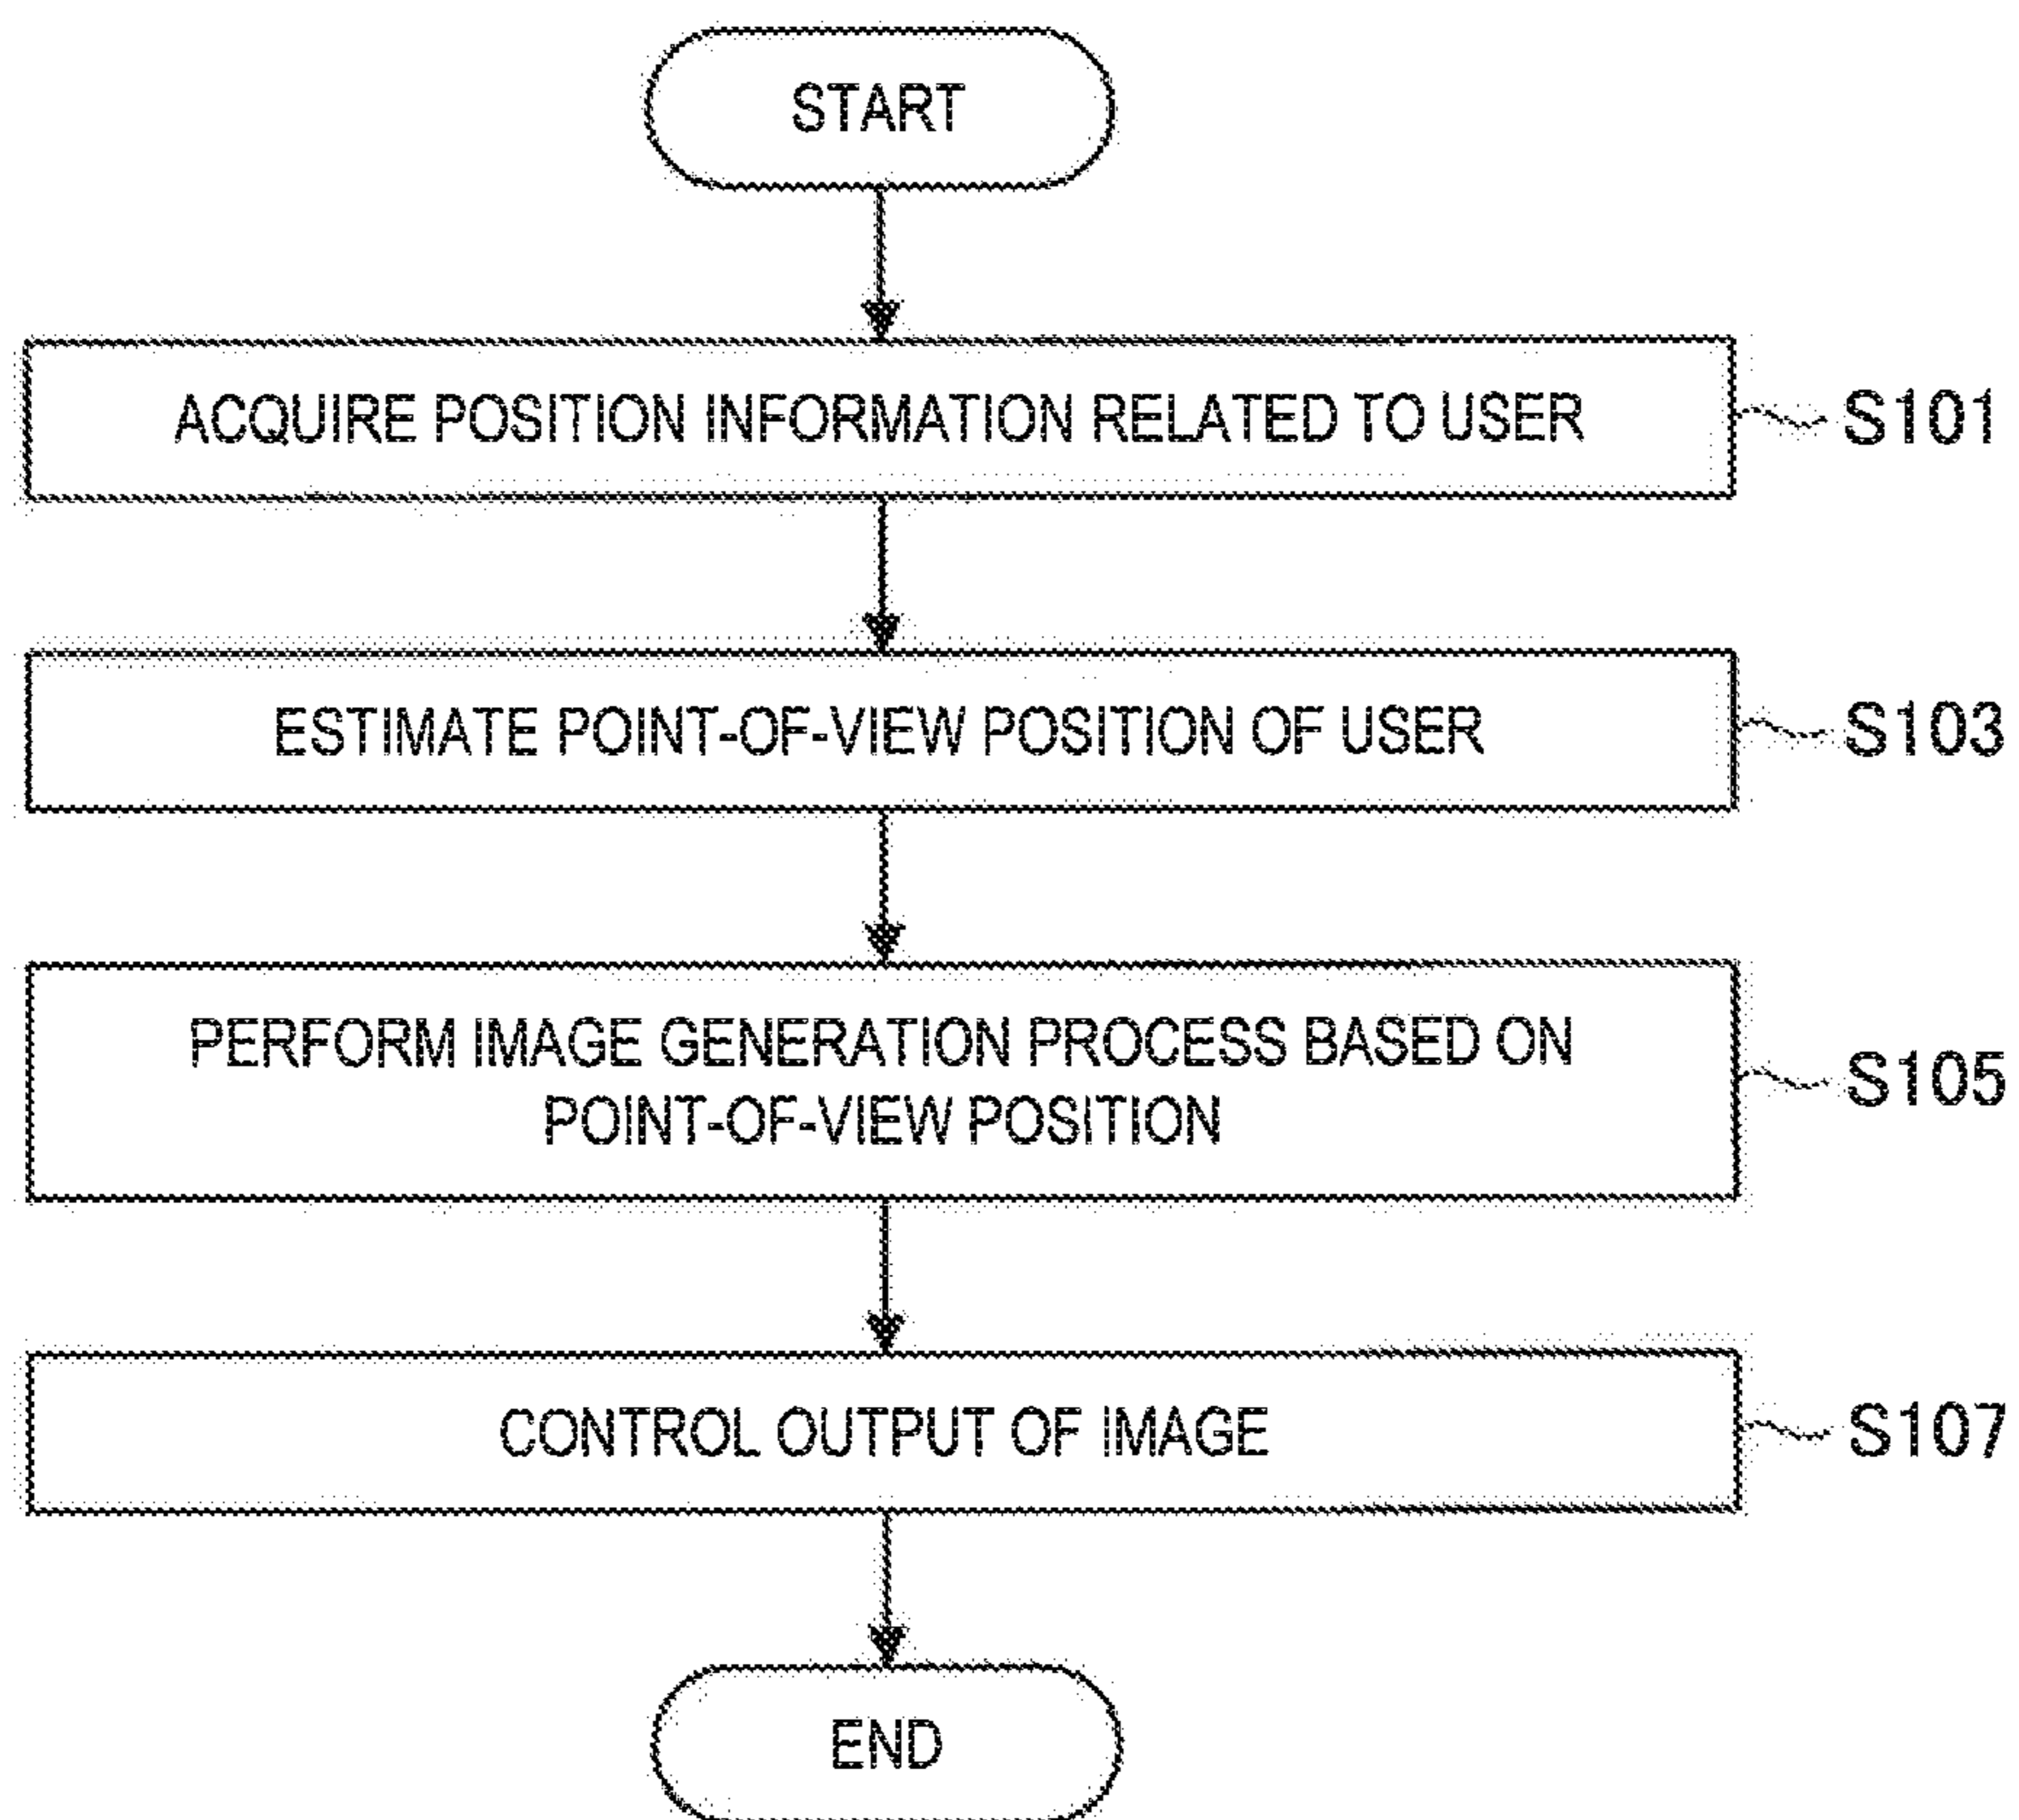 START
ACQUIRE POSITION INFORMATION RELATED TO USER
S101
ESTIMATE POINT-OF-VIEW POSITION OF USER
S103
PERFORM IMAGE GENERATION PROCESS BASED ON
POINT-OF-VIEW POSITION
S105
CONTROL OUTPUT OF IMAGE
S107
END